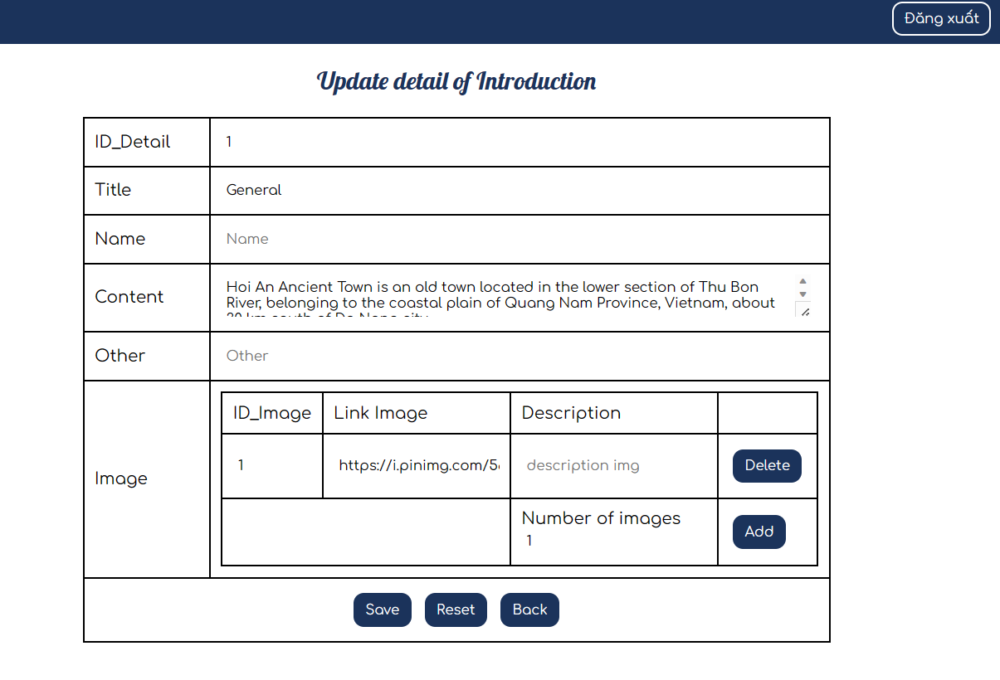 Đăng xuất
Update detail of Introduction
ID_Detail
1
Title
General
Name
Name
Content
Hoi An Ancient Town is an old town located in the lower section of Thu Bon
River, belonging to the coastal plain of Quang Nam Province, Vietnam, about
Other
Other
Image
ID_Image
Link Image
Description
1
https://i.pinimg.com/5
description img
Delete
Number of images
1
Add
Save
Reset
Back